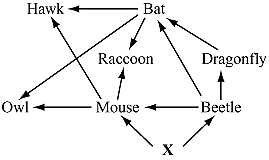 Hawk Bat
Raccoon Dragonfly
Owl Mouse Beetle
X